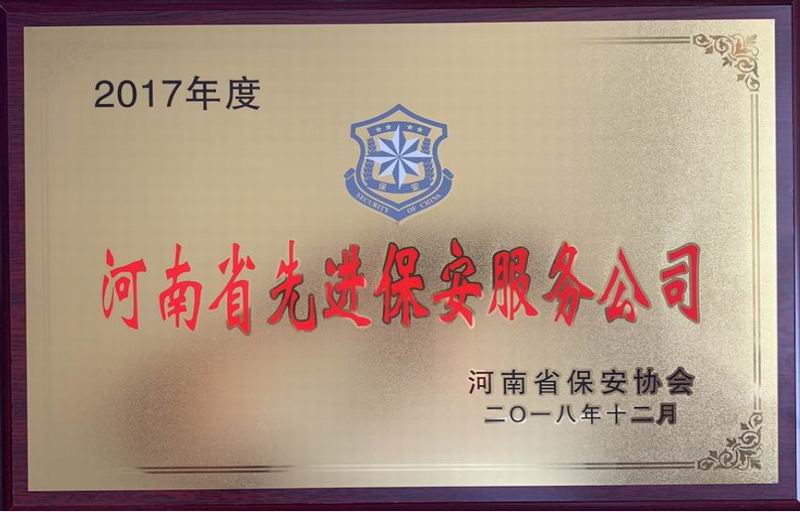 2017年度
保 安
SECURITY OF CHINA
河南省先进保安服务公司
河南省保安协会
二〇一八年十二月